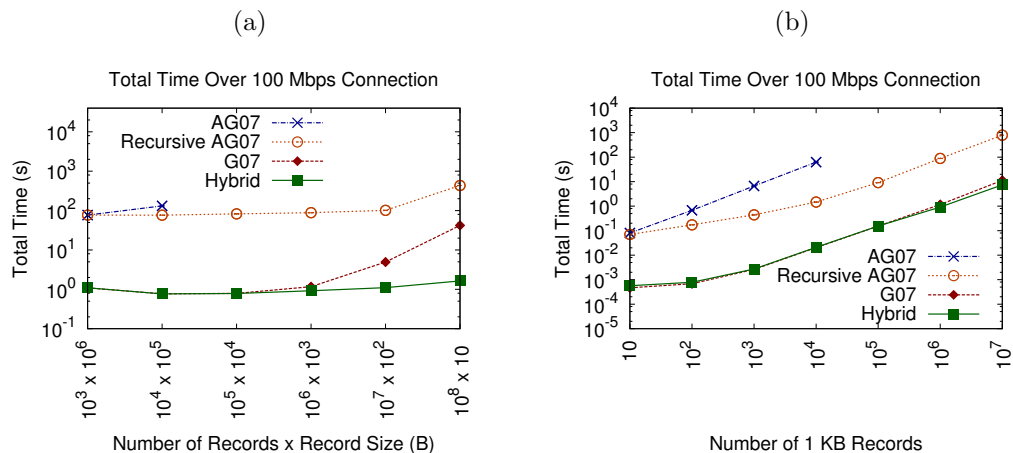 (a)
Total Time Over 100 Mbps Connection
Total Time (s)
10^4
10^3
10^2
10^1
10^0
10^-1
AG07
Recursive AG07
G07
Hybrid
10^3 x 10^6
10^4 x 10^5
10^5 x 10^4
10^6 x 10^3
10^7 x 10^2
10^8 x 10
Number of Records x Record Size (B)
(b)
Total Time Over 100 Mbps Connection
Total Time (s)
10^4
10^3
10^2
10^1
10^0
10^-1
10^-2
10^-3
10^-4
10^-5
AG07
Recursive AG07
G07
Hybrid
10
10^2
10^3
10^4
10^5
10^6
10^7
Number of 1 KB Records